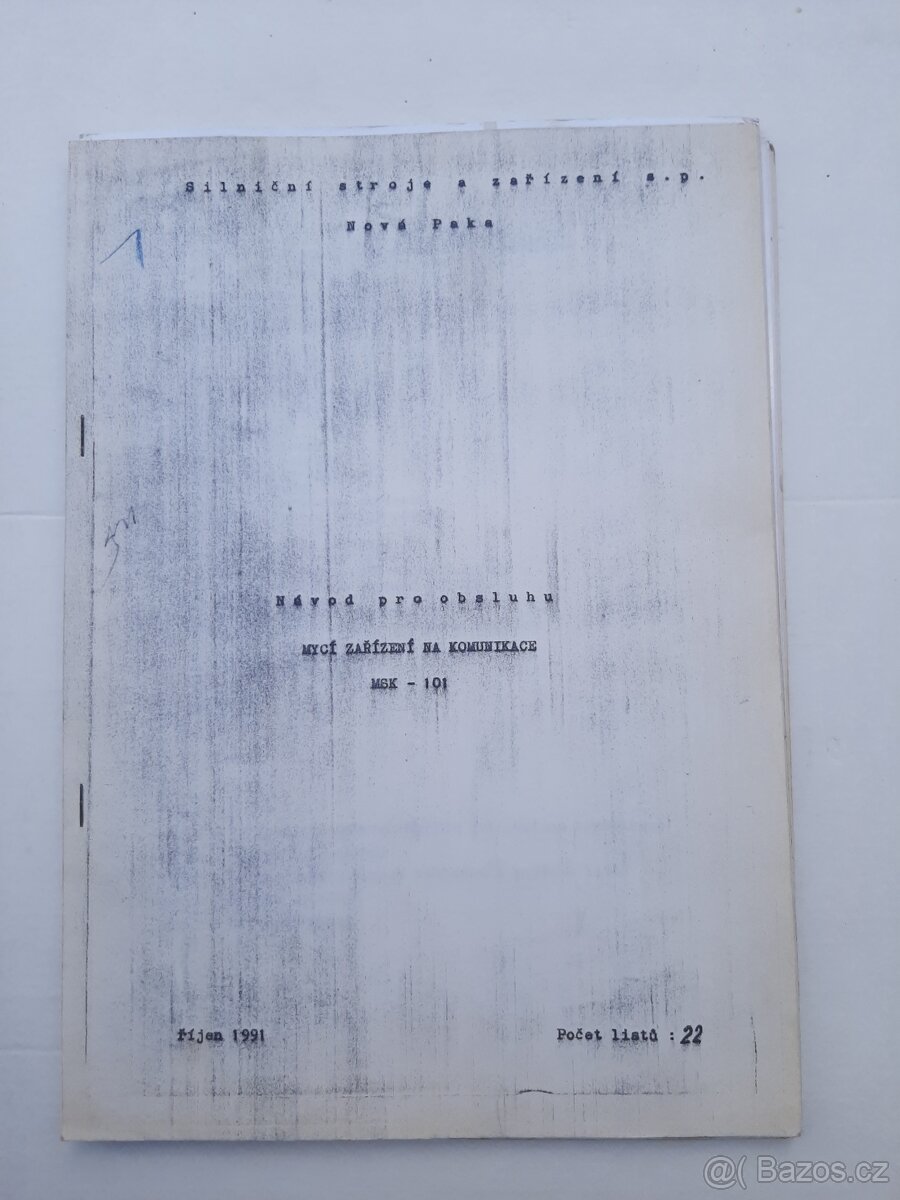 Silniční stroje a zařízení s.p.
Nová Paka
1
Návod pro obsluhu
MYCÍ ZAŘÍZENÍ NA KOMUNIKACE
MSK - 101
říjen 1991
Počet listů : 22
@( Bazos.cz